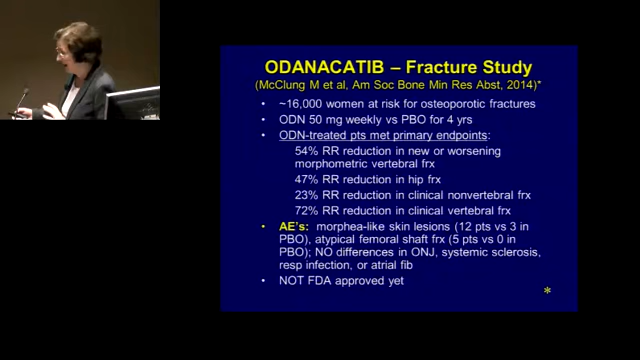 ODANACATIB – Fracture Study
(McClung M et al, Am Soc Bone Min Res Abst, 2014)*
• ~16,000 women at risk for osteoporotic fractures
• ODN 50 mg weekly vs PBO for 4 yrs
• ODN-treated pts met primary endpoints:
54% RR reduction in new or worsening
morphometric vertebral frx
47% RR reduction in hip frx
23% RR reduction in clinical nonvertebral frx
72% RR reduction in clinical vertebral frx
• AE's: morphea-like skin lesions (12 pts vs 3 in
PBO), atypical femoral shaft frx (5 pts vs 0 in
PBO); NO differences in ONJ, systemic sclerosis,
resp infection, or atrial fib
• NOT FDA approved yet
*